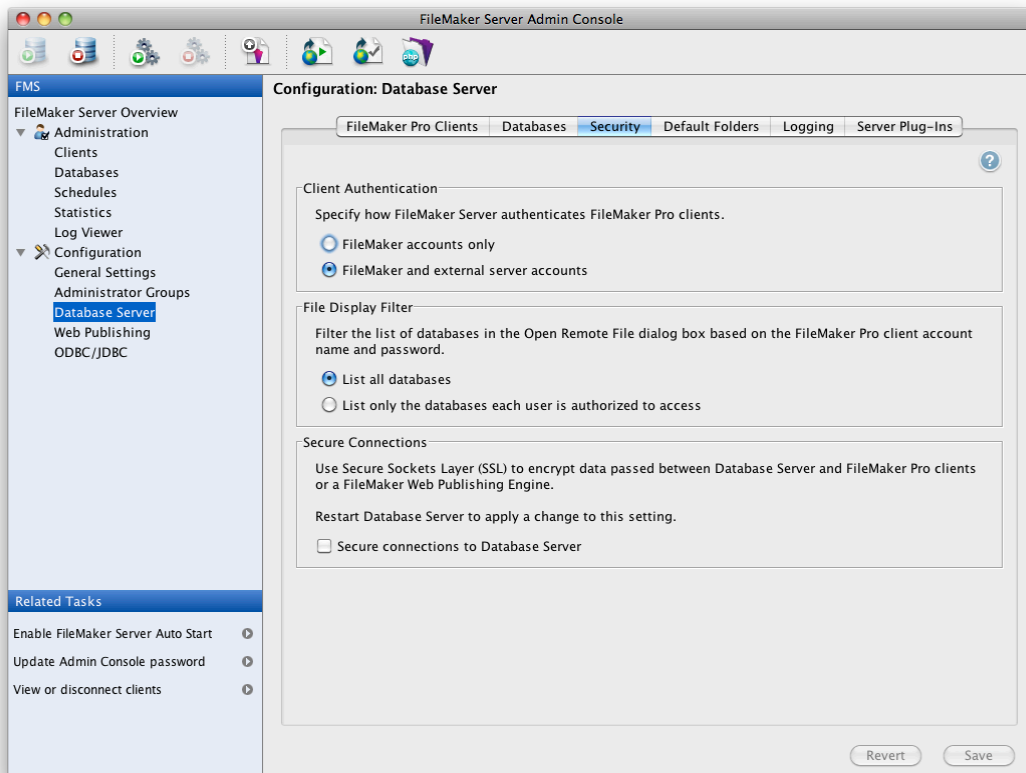 FileMaker Server Admin Console
php
FMS
FileMaker Server Overview
Administration
Clients
Databases
Schedules
Statistics
Log Viewer
Configuration
General Settings
Administrator Groups
Database Server
Web Publishing
ODBC/JDBC
Related Tasks
Enable FileMaker Server Auto Start
Update Admin Console password
View or disconnect clients
Configuration: Database Server
FileMaker Pro Clients Databases Security Default Folders Logging Server Plug-Ins
?
Client Authentication
Specify how FileMaker Server authenticates FileMaker Pro clients.
FileMaker accounts only
FileMaker and external server accounts
File Display Filter
Filter the list of databases in the Open Remote File dialog box based on the FileMaker Pro client account
name and password.
List all databases
List only the databases each user is authorized to access
Secure Connections
Use Secure Sockets Layer (SSL) to encrypt data passed between Database Server and FileMaker Pro clients
or a FileMaker Web Publishing Engine.
Restart Database Server to apply a change to this setting.
Secure connections to Database Server
Revert Save